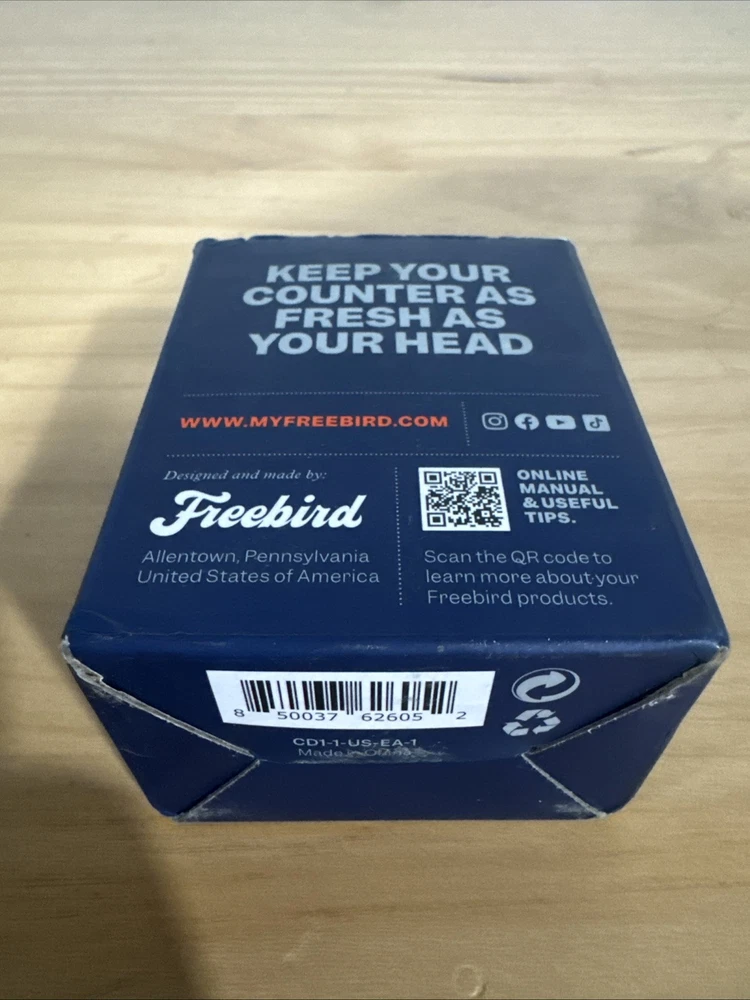 KEEP YOUR
COUNTER AS
FRESH AS
YOUR HEAD
WWW.MYFREEBIRD.COM
Designed and made by:
Freebird
Allentown, Pennsylvania
United States of America
ONLINE
MANUAL
& USEFUL
TIPS.
Scan the QR code to
learn more about your
Freebird products.
8 50037 62605 2
CD1-1-US-EA-1
Made in